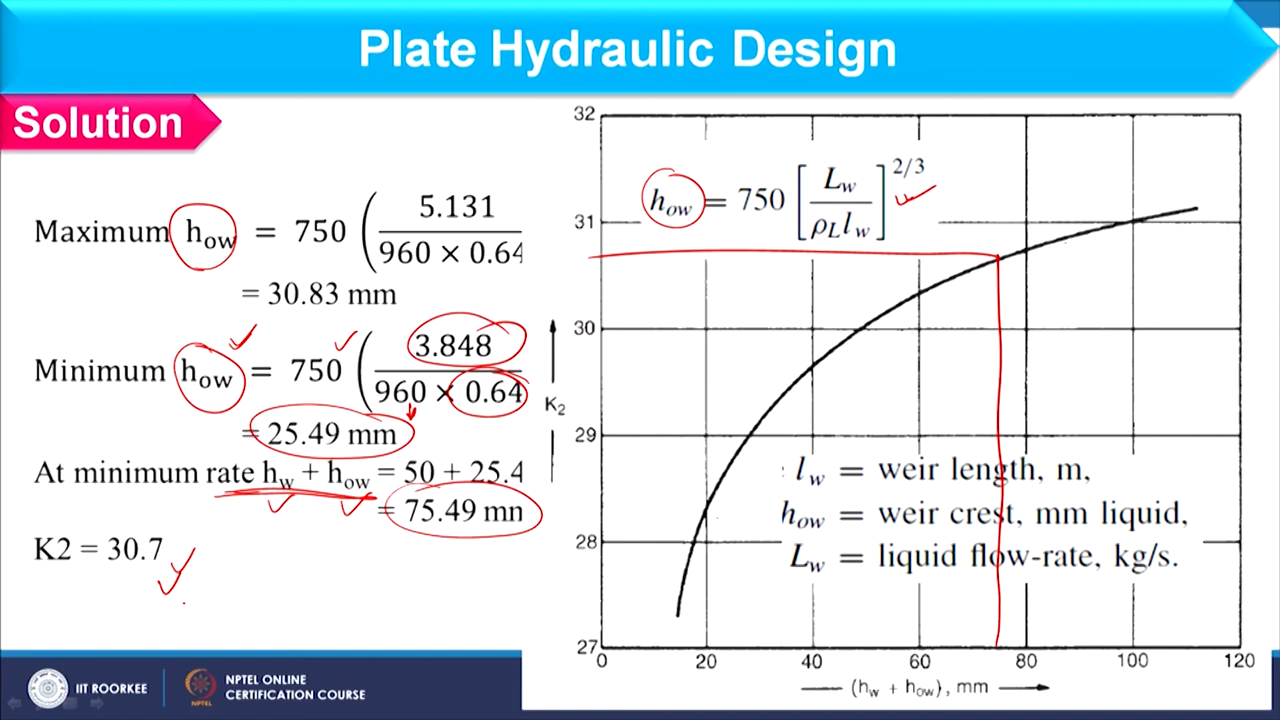 Plate Hydraulic Design
Solution
Maximum h_ow = 750 ( 5.131 / 960 × 0.64
= 30.83 mm
Minimum h_ow = 750 ( 3.848 / 960 × 0.64
= 25.49 mm
At minimum rate h_w + h_ow = 50 + 25.4
= 75.49 mn
K2 = 30.7
h_ow = 750 [ L_w / ρ_L l_w ]^2/3
32
31
30
29
28
27
K₂
l_w = weir length, m,
h_ow = weir crest, mm liquid,
L_w = liquid flow-rate, kg/s.
0 20 40 60 80 100 120
(h_w + h_ow), mm
IIT ROORKEE
NPTEL ONLINE
CERTIFICATION COURSE
NPTEL